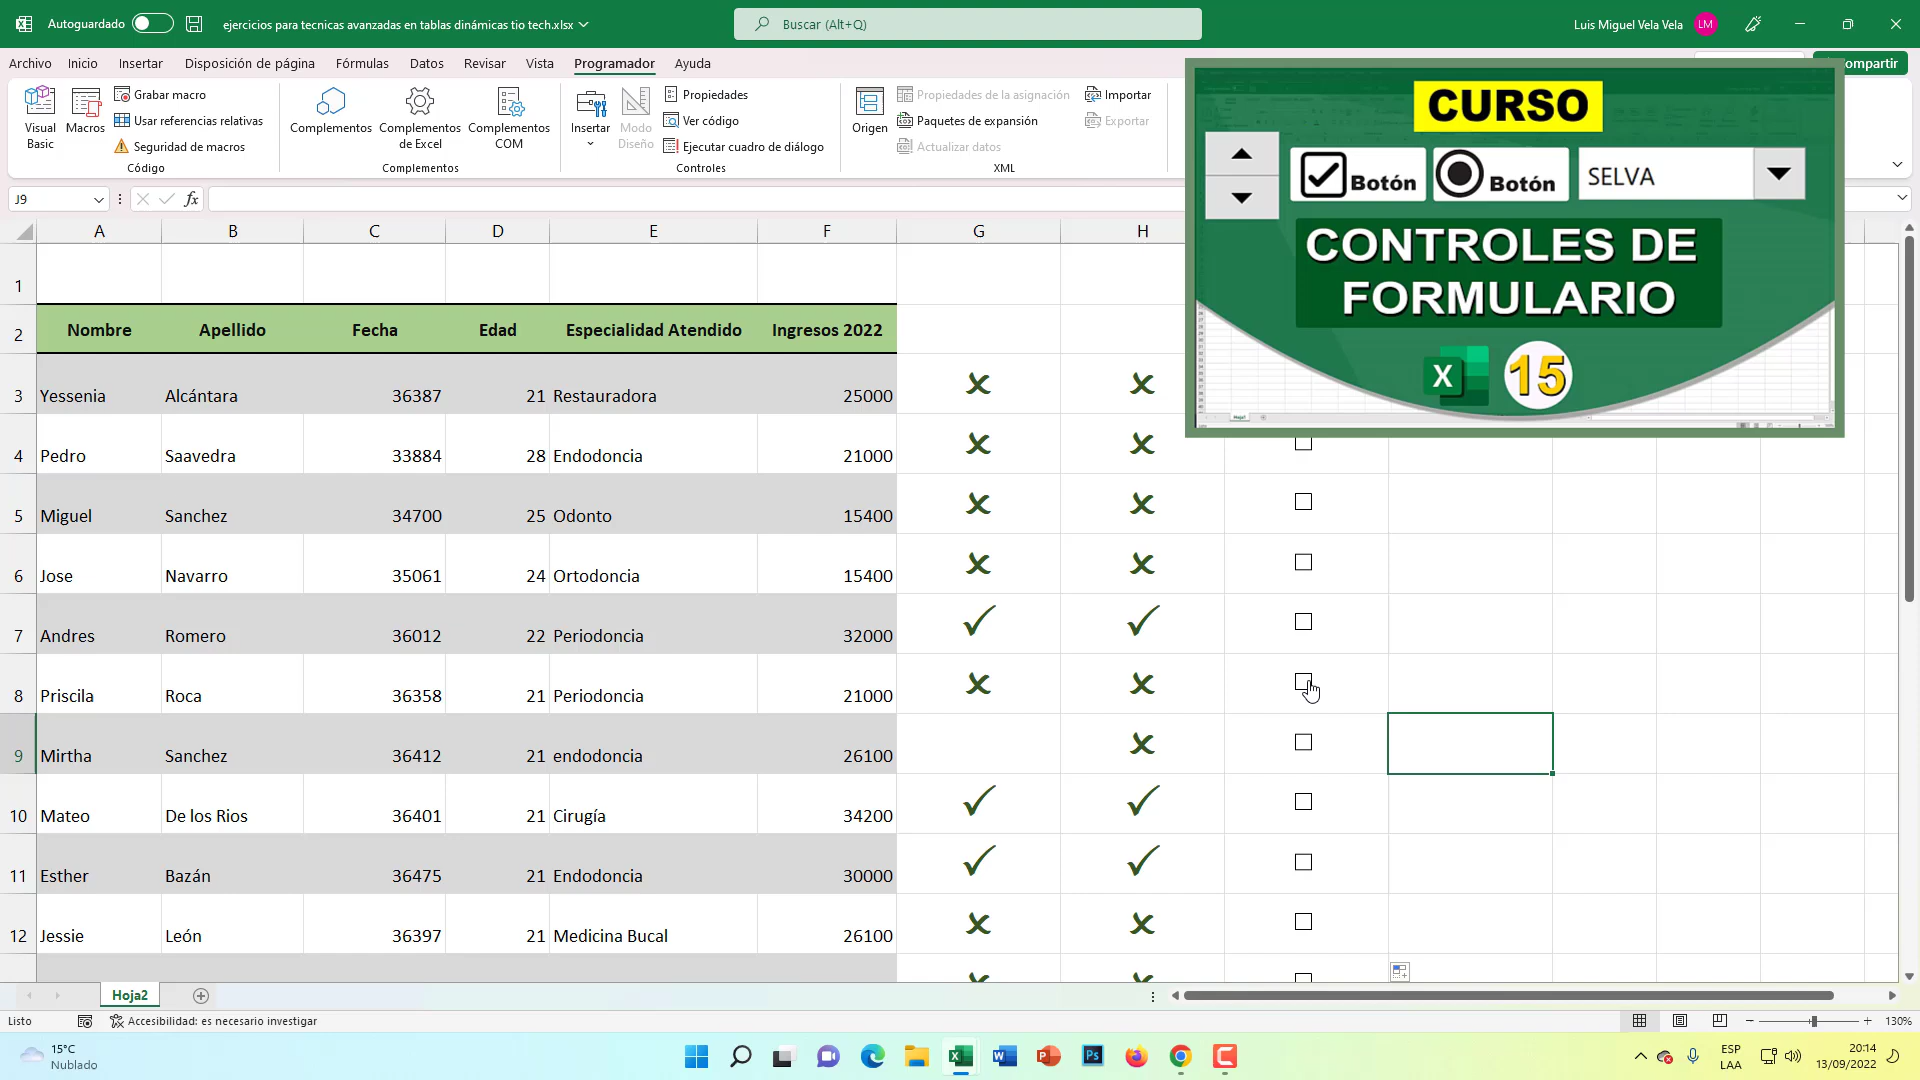 Autoguardado
ejercicios para tecnicas avanzadas en tablas dinámicas tio tech.xlsx
Buscar (Alt+Q)
Luis Miguel Vela Vela
LM
Archivo Inicio Insertar Disposición de página Fórmulas Datos Revisar Vista Programador Ayuda
ompartir
Visual Basic
Macros
Grabar macro
Usar referencias relativas
Seguridad de macros
Código
Complementos
Complementos de Excel
Complementos COM
Complementos
Insertar
Modo Diseño
Propiedades
Ver código
Ejecutar cuadro de diálogo
Controles
Origen
Propiedades de la asignación
Paquetes de expansión
Actualizar datos
Importar
Exportar
XML
CURSO
Botón
Botón
SELVA
CONTROLES DE
FORMULARIO
X
15
J9
fx
A B C D E F G H
1
2 Nombre Apellido Fecha Edad Especialidad Atendido Ingresos 2022
3 Yessenia Alcántara 36387 21 Restauradora 25000
4 Pedro Saavedra 33884 28 Endodoncia 21000
5 Miguel Sanchez 34700 25 Odonto 15400
6 Jose Navarro 35061 24 Ortodoncia 15400
7 Andres Romero 36012 22 Periodoncia 32000
8 Priscila Roca 36358 21 Periodoncia 21000
9 Mirtha Sanchez 36412 21 endodoncia 26100
10 Mateo De los Rios 36401 21 Cirugía 34200
11 Esther Bazán 36475 21 Endodoncia 30000
12 Jessie León 36397 21 Medicina Bucal 26100
Hoja2
Listo
Accesibilidad: es necesario investigar
130%
15°C
Nublado
Ps
ESP
LAA
20:14
13/09/2022